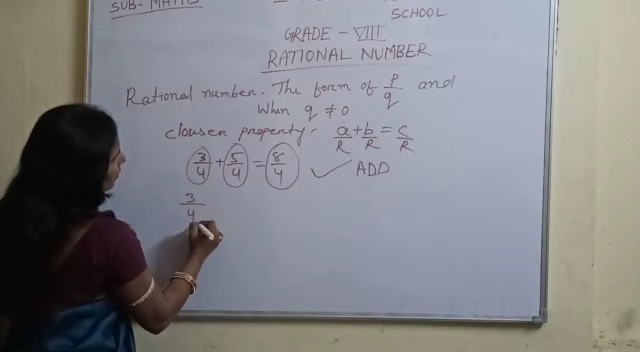 SUB- MATHS
SCHOOL
GRADE - VIII
RATIONAL NUMBER
Rational number. The form of p/q and
When q ≠ 0
Closuer property - a/R + b/R = c/R
3/4 + 5/4 = 8/4 ✓ ADD
3/4